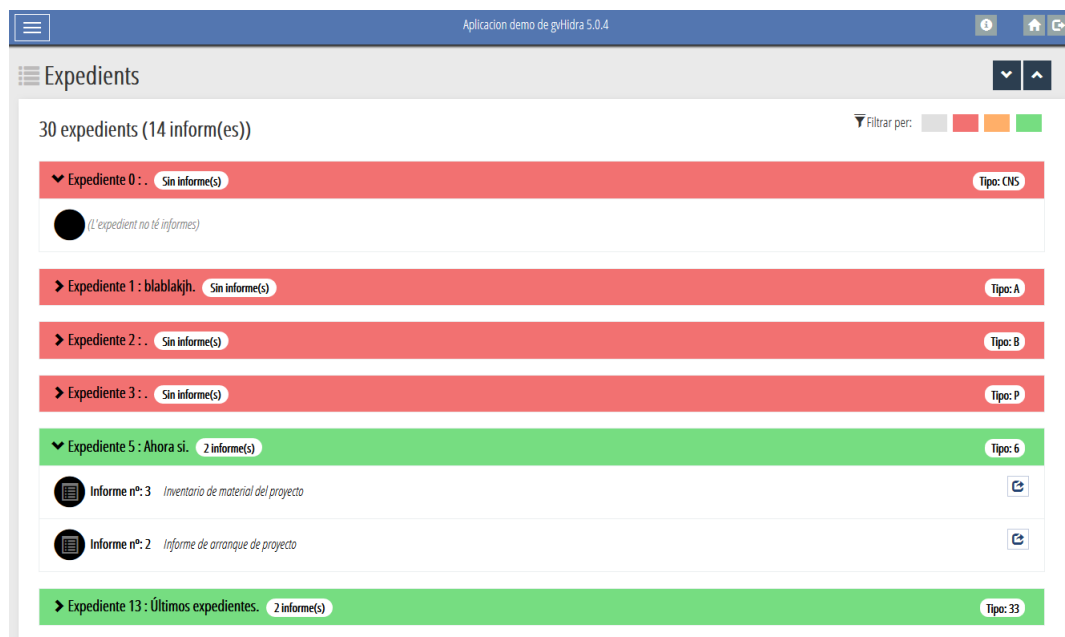 Aplicacion demo de gvHidra 5.0.4
Expedients
30 expedients (14 inform(es))
Filtrar per:
Expediente 0 : . Sin informe(s) Tipo: CNS
(L'expedient no té informes)
Expediente 1 : blablakjh. Sin informe(s) Tipo: A
Expediente 2 : . Sin informe(s) Tipo: B
Expediente 3 : . Sin informe(s) Tipo: P
Expediente 5 : Ahora si. 2 informe(s) Tipo: 6
Informe nº: 3 Inventario de material del proyecto
Informe nº: 2 Informe de arranque de proyecto
Expediente 13 : Últimos expedientes. 2 informe(s) Tipo: 33